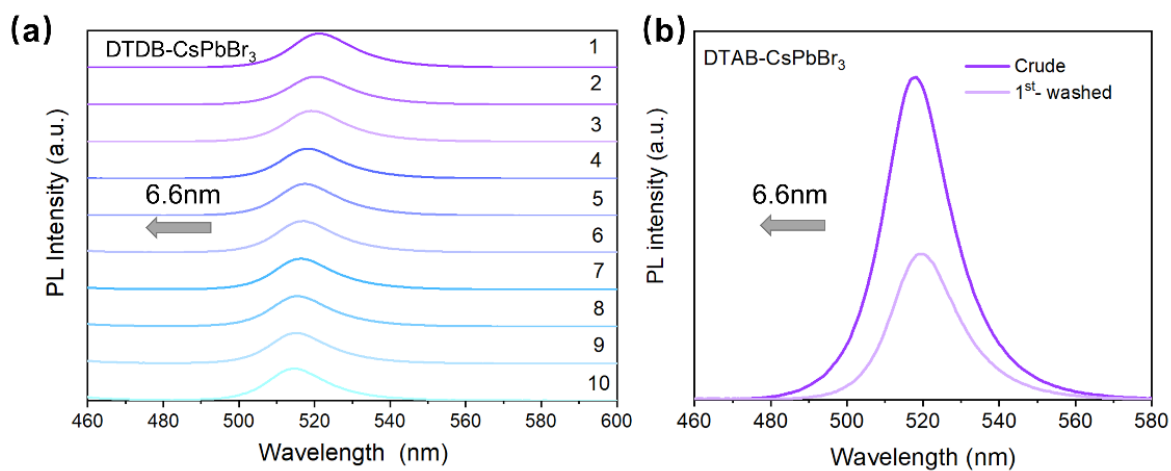 (a)
DTDB-CsPbBr₃
1
2
3
4
5
6
7
8
9
10
6.6nm
PL Intensity (a.u.)
460 480 500 520 540 560 580 600
Wavelength (nm)
(b)
DTAB-CsPbBr₃
Crude
1ˢᵗ- washed
6.6nm
PL intensity (a.u.)
460 480 500 520 540 560 580
Wavelength (nm)